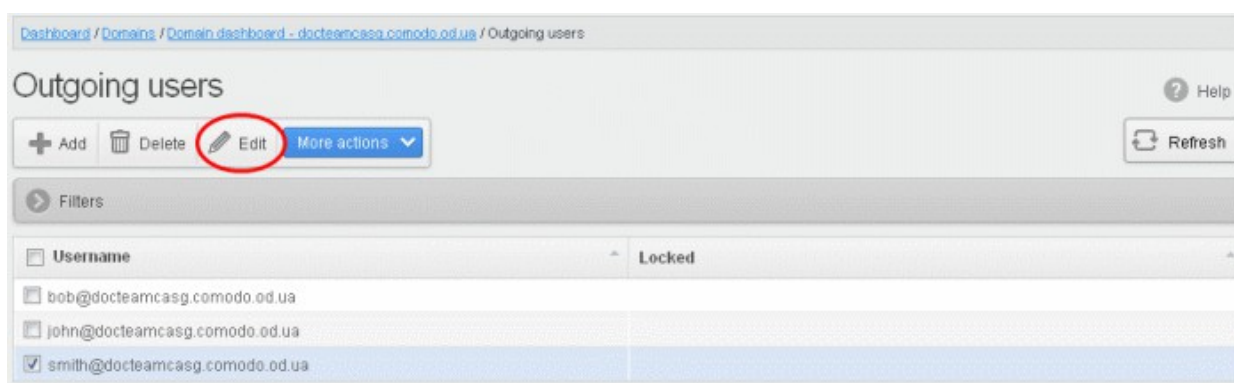 Dashboard / Domains / Domain dashboard - docteamcasg.comodo.od.ua / Outgoing users
Outgoing users
Help
Add Delete Edit More actions
Refresh
Filters
Username Locked
bob@docteamcasg.comodo.od.ua
john@docteamcasg.comodo.od.ua
smith@docteamcasg.comodo.od.ua